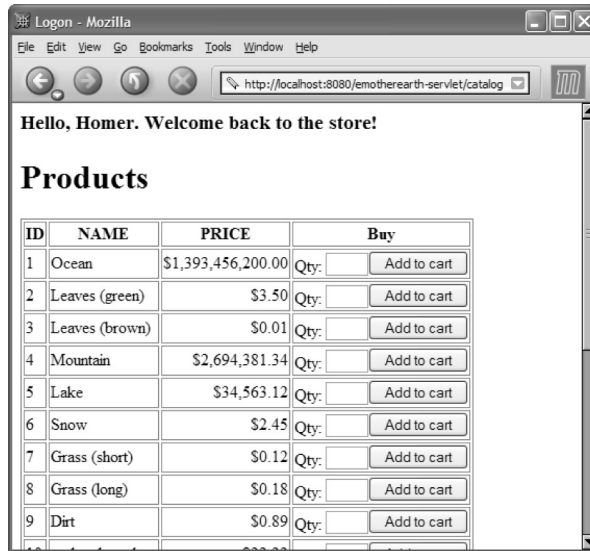 Logon - Mozilla
File Edit View Go Bookmarks Tools Window Help
http://localhost:8080/emotherearth-servlet/catalog
Hello, Homer. Welcome back to the store!
Products
ID NAME PRICE Buy
1 Ocean $1,393,456,200.00 Qty: Add to cart
2 Leaves (green) $3.50 Qty: Add to cart
3 Leaves (brown) $0.01 Qty: Add to cart
4 Mountain $2,694,381.34 Qty: Add to cart
5 Lake $34,563.12 Qty: Add to cart
6 Snow $2.45 Qty: Add to cart
7 Grass (short) $0.12 Qty: Add to cart
8 Grass (long) $0.18 Qty: Add to cart
9 Dirt $0.89 Qty: Add to cart